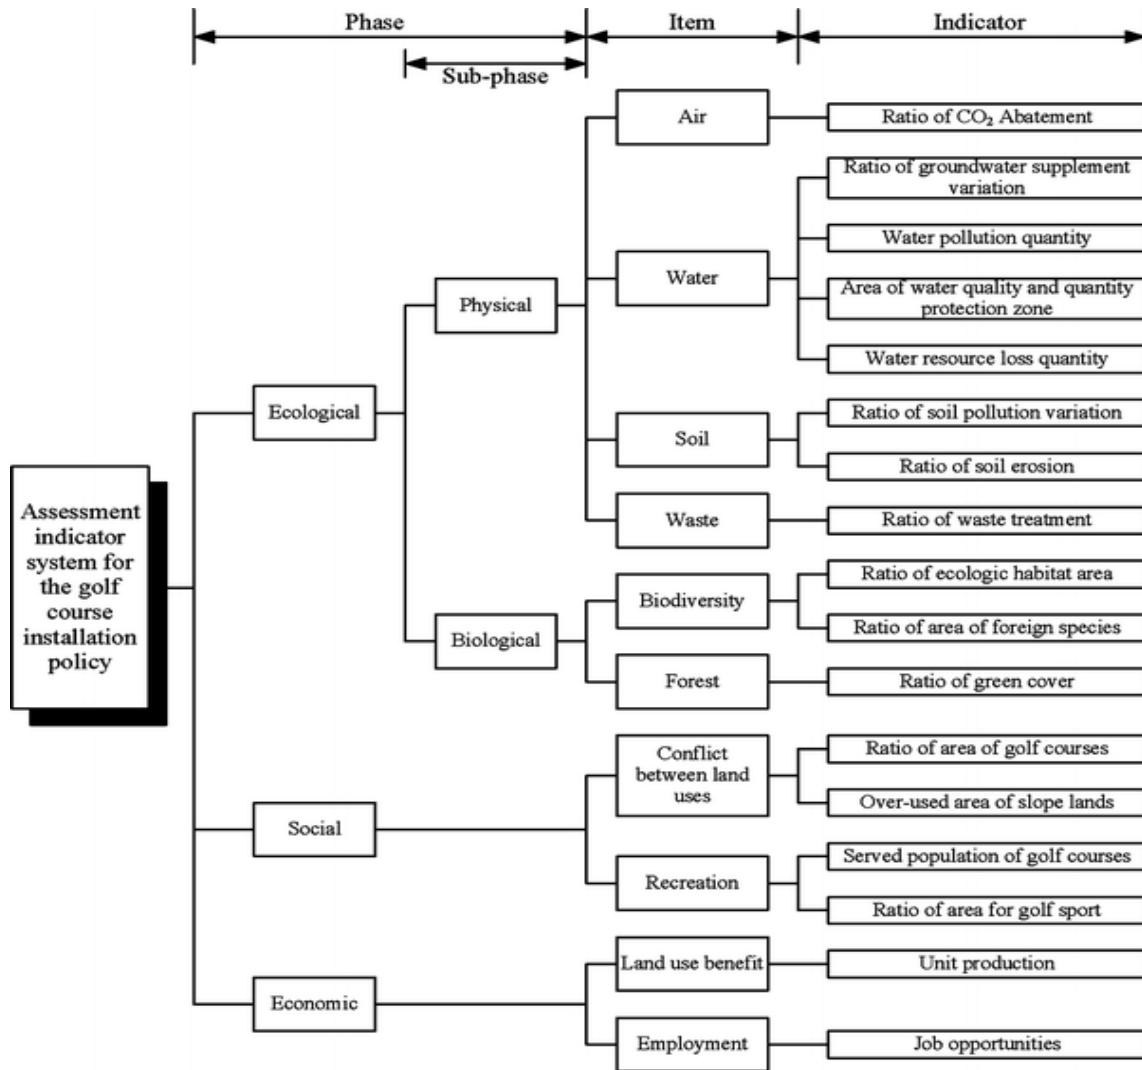 Phase
Item
Indicator
Sub-phase
Air
Ratio of CO₂ Abatement
Ratio of groundwater supplement
variation
Water pollution quantity
Water
Area of water quality and quantity
protection zone
Physical
Water resource loss quantity
Ecological
Ratio of soil pollution variation
Soil
Ratio of soil erosion
Assessment
indicator
system for
the golf
course
installation
policy
Waste
Ratio of waste treatment
Biodiversity
Ratio of ecologic habitat area
Ratio of area of foreign species
Biological
Forest
Ratio of green cover
Conflict
between land
uses
Ratio of area of golf courses
Over-used area of slope lands
Social
Served population of golf courses
Recreation
Ratio of area for golf sport
Land use benefit
Unit production
Economic
Employment
Job opportunities